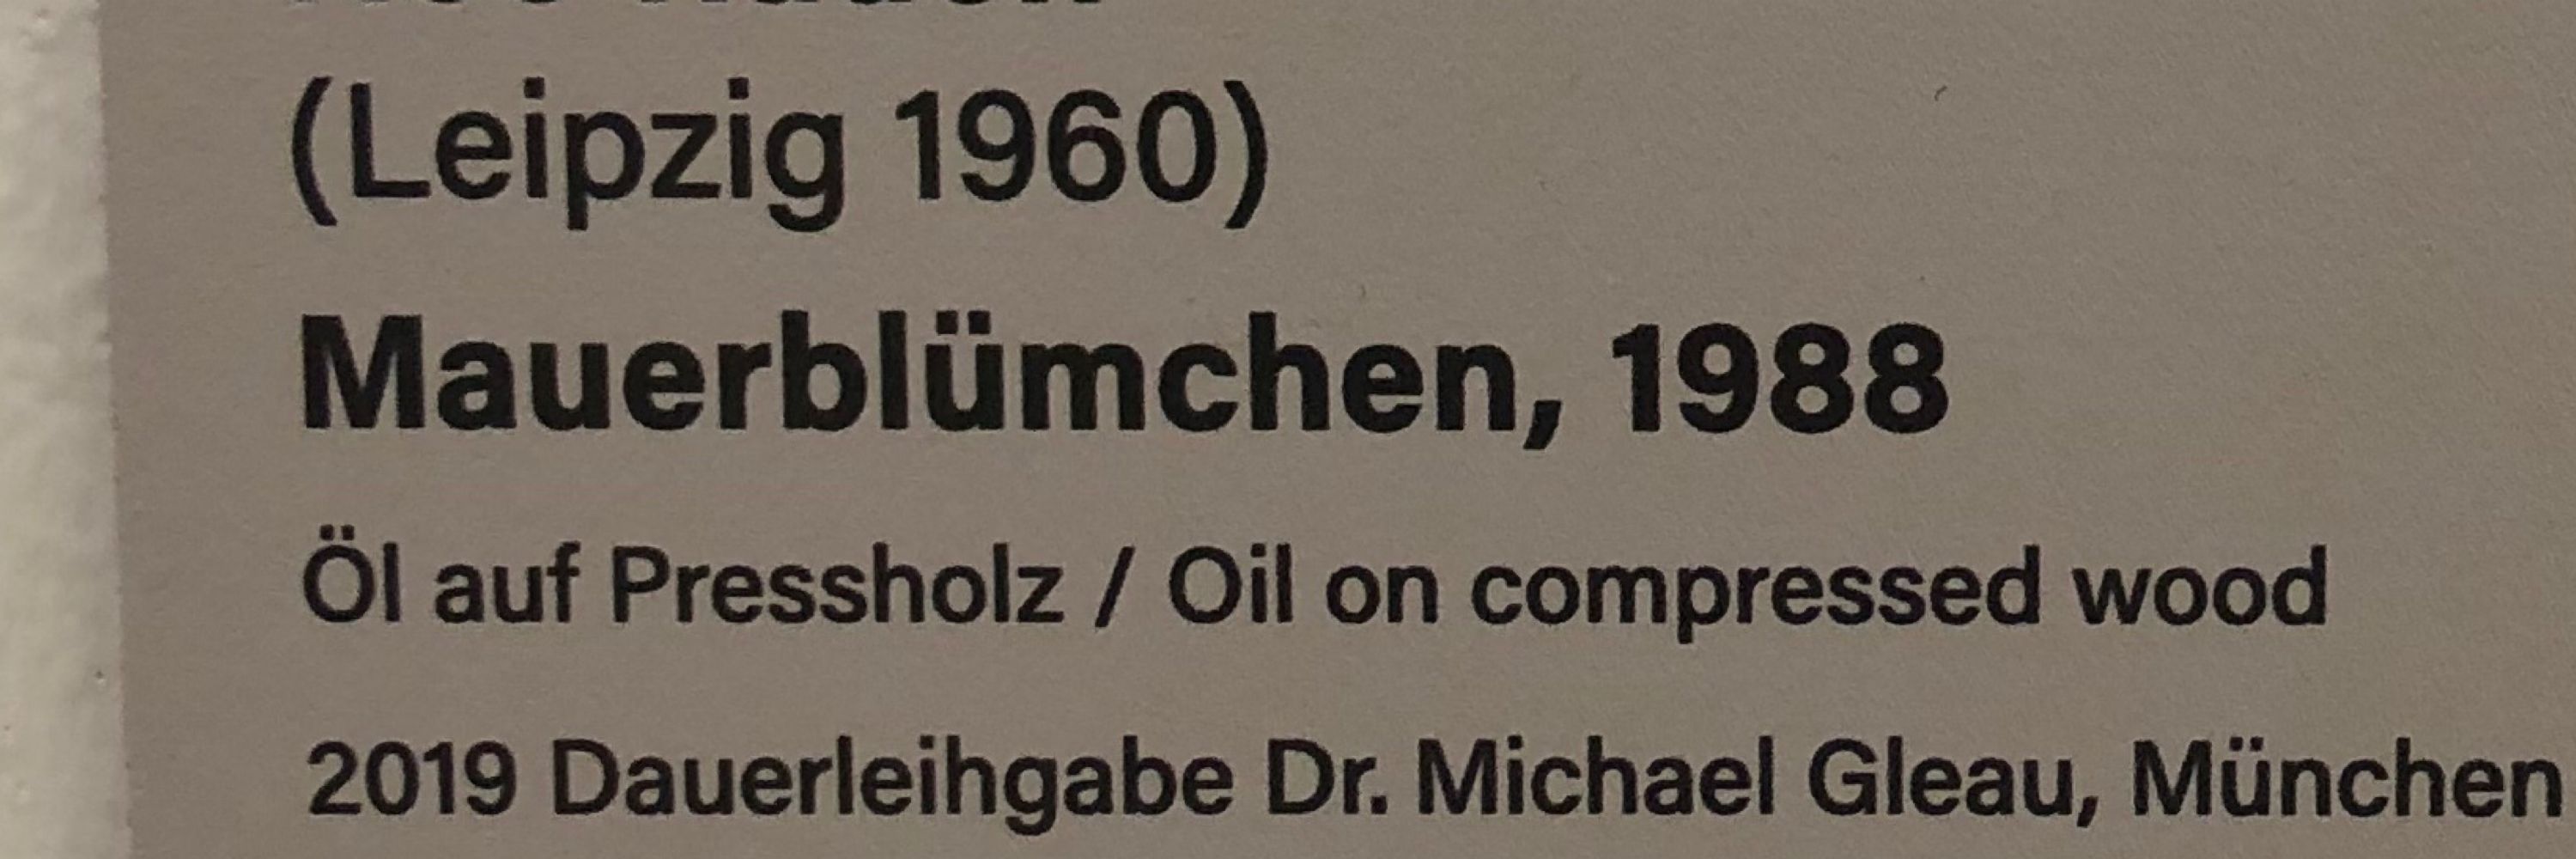 (Leipzig 1960)
Mauerblümchen, 1988
Öl auf Pressholz / Oil on compressed wood
2019 Dauerleihgabe Dr. Michael Gleau, München